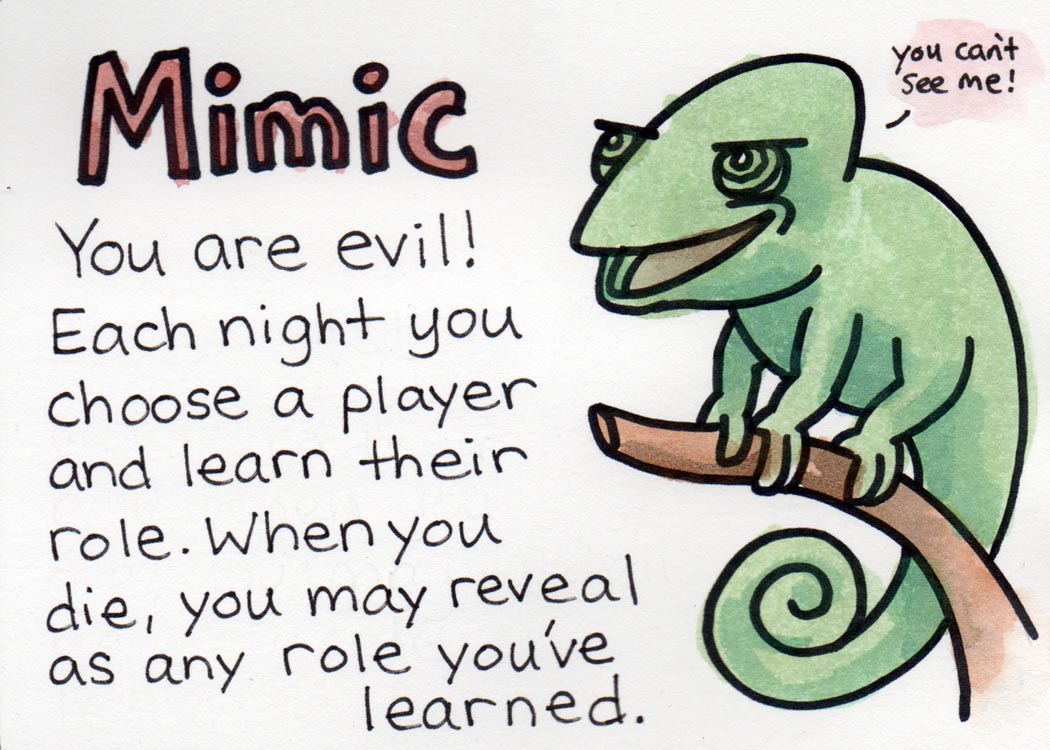 Mimic
you can't
see me!
You are evil!
Each night you
choose a player
and learn their
role. When you
die, you may reveal
as any role you've
learned.